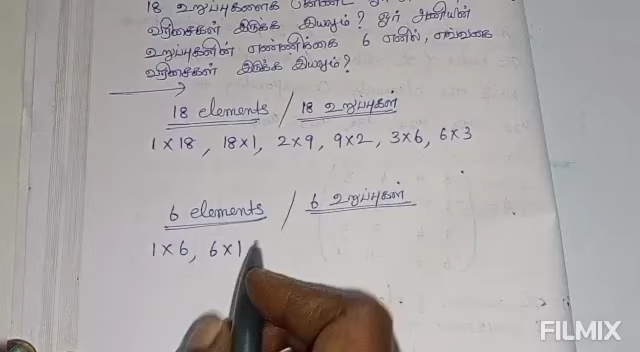 18 உறுப்புகளைக்
வரிசைகள் இருக்க இயலும்? ஓர் அணியின்
உறுப்புகளின் எண்ணிக்கை 6 எனில், எவ்வகை
வரிசைகள் இருக்க இயலும்?
18 elements / 18 உறுப்புகள்
1 × 18, 18 × 1, 2 × 9, 9 × 2, 3 × 6, 6 × 3
6 elements / 6 உறுப்புகள்
1 × 6, 6 × 1
FILMIX